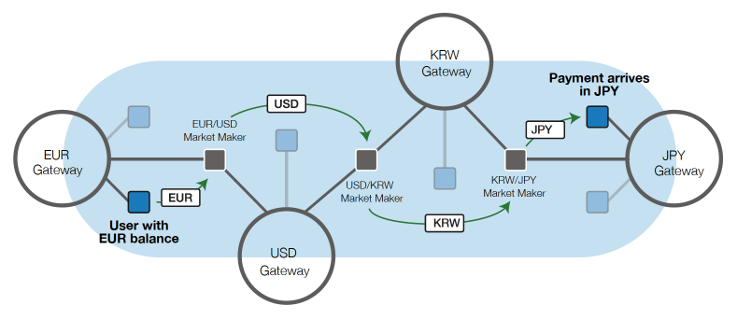 KRW
Gateway
Payment arrives
in JPY
USD
EUR/USD
Market Maker
JPY
EUR
Gateway
JPY
Gateway
USD/KRW
Market Maker
KRW/JPY
Market Maker
EUR
User with
EUR balance
KRW
USD
Gateway